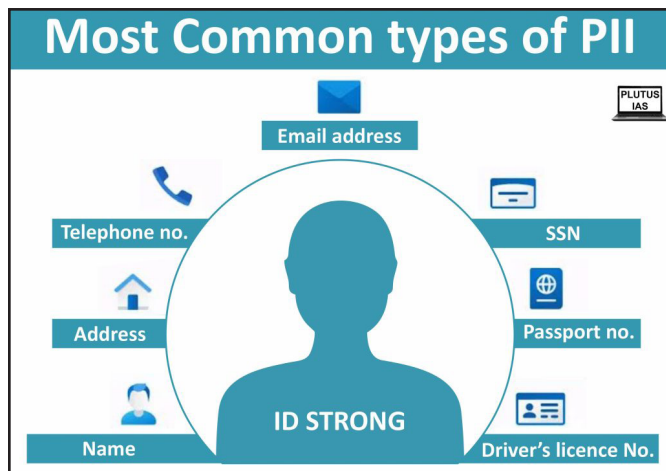 Most Common types of PII
PLUTUS
IAS
Email address
Telephone no.
SSN
Address
Passport no.
Name
ID STRONG
Driver's licence No.